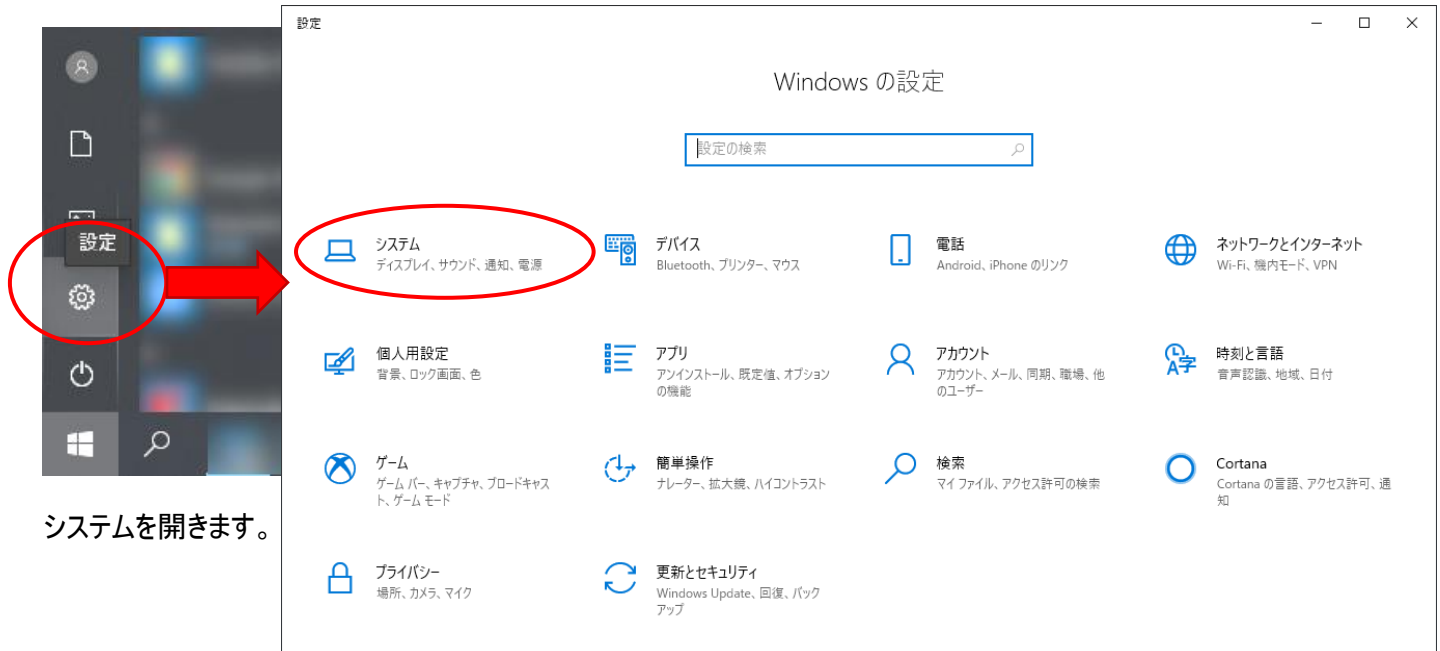 設定
システムを開きます。
設定
Windows の設定
設定の検索
システム
ディスプレイ、サウンド、通知、電源
デバイス
Bluetooth、プリンター、マウス
電話
Android、iPhone のリンク
ネットワークとインターネット
Wi-Fi、機内モード、VPN
個人用設定
背景、ロック画面、色
アプリ
アンインストール、既定値、オプション
の機能
アカウント
アカウント、メール、同期、職場、他
のユーザー
時刻と言語
音声認識、地域、日付
ゲーム
ゲーム バー、キャプチャ、ブロードキャス
ト、ゲーム モード
簡単操作
ナレーター、拡大鏡、ハイコントラスト
検索
マイ ファイル、アクセス許可の検索
Cortana
Cortana の言語、アクセス許可、通
知
プライバシー
場所、カメラ、マイク
更新とセキュリティ
Windows Update、回復、バック
アップ